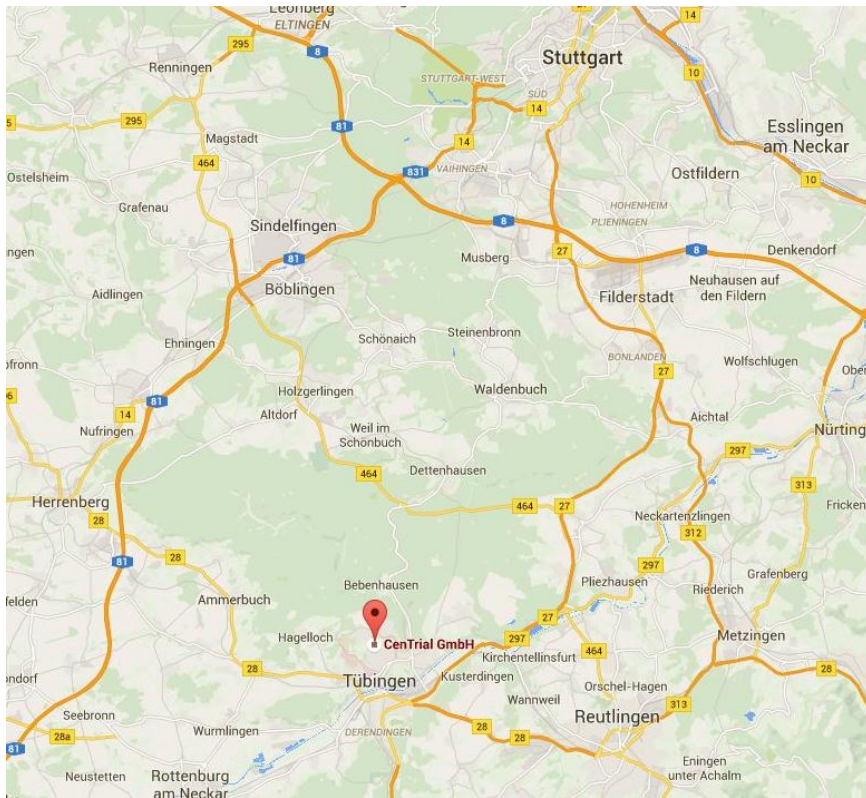 Leonberg
ELTINGEN
27
14
295
8
Renningen
Stuttgart
STUTTGART-WEST
10
SÜD
295
81
14
Magstadt
14
Esslingen
am Neckar
464
VAIHINGEN
831
Ostfildern
10
Ostelsheim
Grafenau
HOHENHEIM
PLIENINGEN
Sindelfingen
8
27
8
Denkendorf
81
Musberg
Neuhausen auf
den Fildern
Böblingen
Filderstadt
Aidlingen
Ehningen
Schönaich
Steinenbronn
BONLANDEN
Wolfschlugen
27
Holzgerlingen
Waldenbuch
81
14
Altdorf
Aichtal
Nufringen
Weil im
Schönbuch
Nürting
297
Dettenhausen
464
313
Herrenberg
464
27
Neckartenzlingen
Fricken
28
312
28
81
297
Grafenberg
Bebenhausen
Pliezhausen
Riederich
Ammerbuch
27
Hagelloch
297
Metzingen
CenTrial GmbH
464
Kirchentellinsfurt
28
28
Tübingen
Kusterdingen
Orschel-Hagen
Wannweil
313
Seebronn
Reutlingen
28a
Wurmlingen
28
28
DERENDINGEN
81
Neustetten
Rottenburg
am Neckar
Eningen
unter Achalm